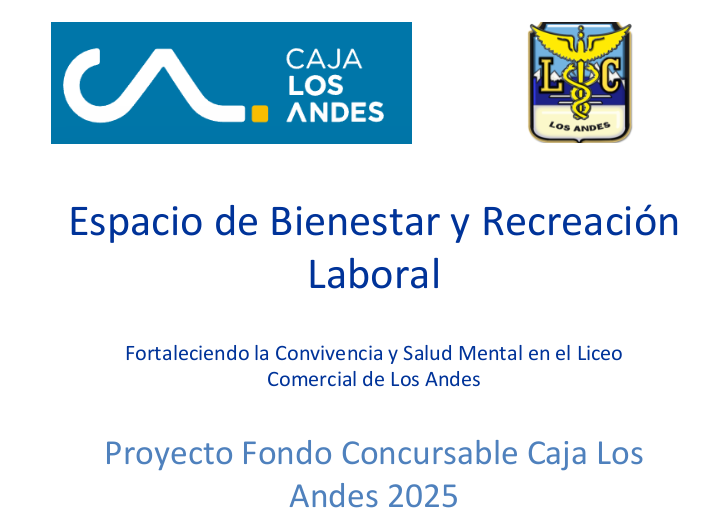 CAJA
LOS
ANDES
L C
LOS ANDES
Espacio de Bienestar y Recreación
Laboral
Fortaleciendo la Convivencia y Salud Mental en el Liceo
Comercial de Los Andes
Proyecto Fondo Concursable Caja Los
Andes 2025